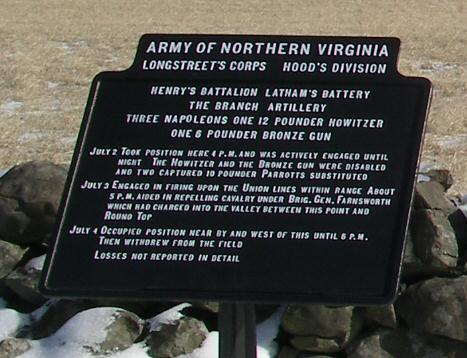 ARMY OF NORTHERN VIRGINIA
LONGSTREET'S CORPS HOOD'S DIVISION
HENRY'S BATTALION LATHAM'S BATTERY
THE BRANCH ARTILLERY
THREE NAPOLEONS ONE 12 POUNDER HOWITZER
ONE 6 POUNDER BRONZE GUN
JULY 2 TOOK POSITION HERE 4 P.M. AND WAS ACTIVELY ENGAGED UNTIL
NIGHT THE HOWITZER AND THE BRONZE GUN WERE DISABLED
AND TWO CAPTURED 10 POUNDER PARROTTS SUBSTITUTED
JULY 3 ENGAGED IN FIRING UPON THE UNION LINES WITHIN RANGE ABOUT
5 P.M. AIDED IN REPELLING CAVALRY UNDER BRIG. GEN. FARNSWORTH
WHICH HAD CHARGED INTO THE VALLEY BETWEEN THIS POINT AND
ROUND TOP
JULY 4 OCCUPIED POSITION NEAR BY AND WEST OF THIS UNTIL 6 P.M.
THEN WITHDREW FROM THE FIELD
LOSSES NOT REPORTED IN DETAIL